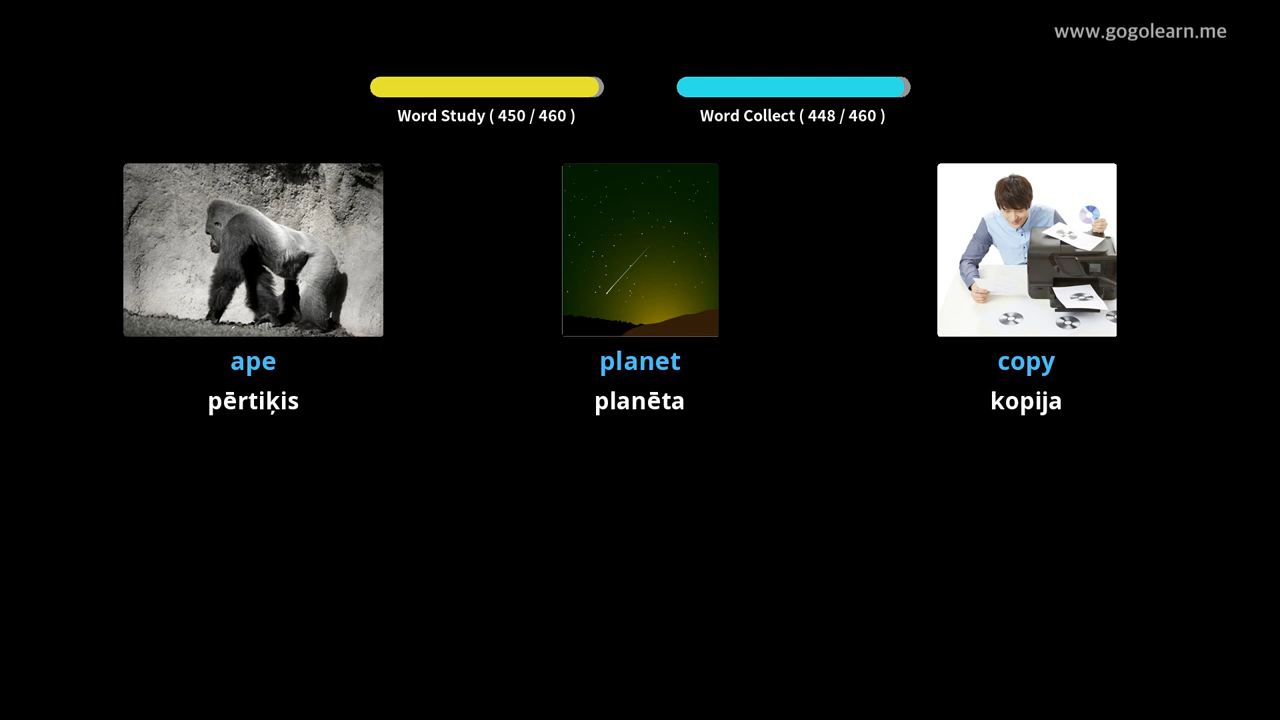 www.gogolearn.me
Word Study ( 450 / 460 )
Word Collect ( 448 / 460 )
ape
planet
copy
pērtiķis
planēta
kopija